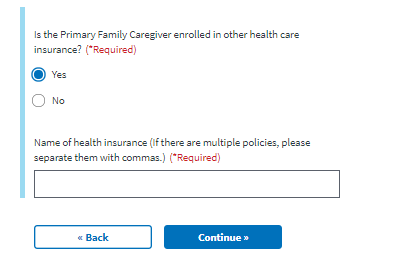 Is the Primary Family Caregiver enrolled in other health care
insurance? (*Required)
Yes
No
Name of health insurance (If there are multiple policies, please
separate them with commas.) (*Required)
« Back
Continue »